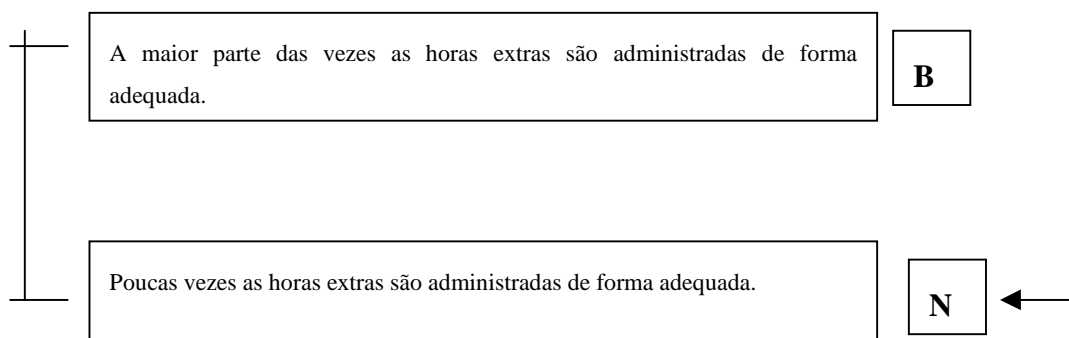 A maior parte das vezes as horas extras são administradas de forma
adequada.
B
Poucas vezes as horas extras são administradas de forma adequada.
N